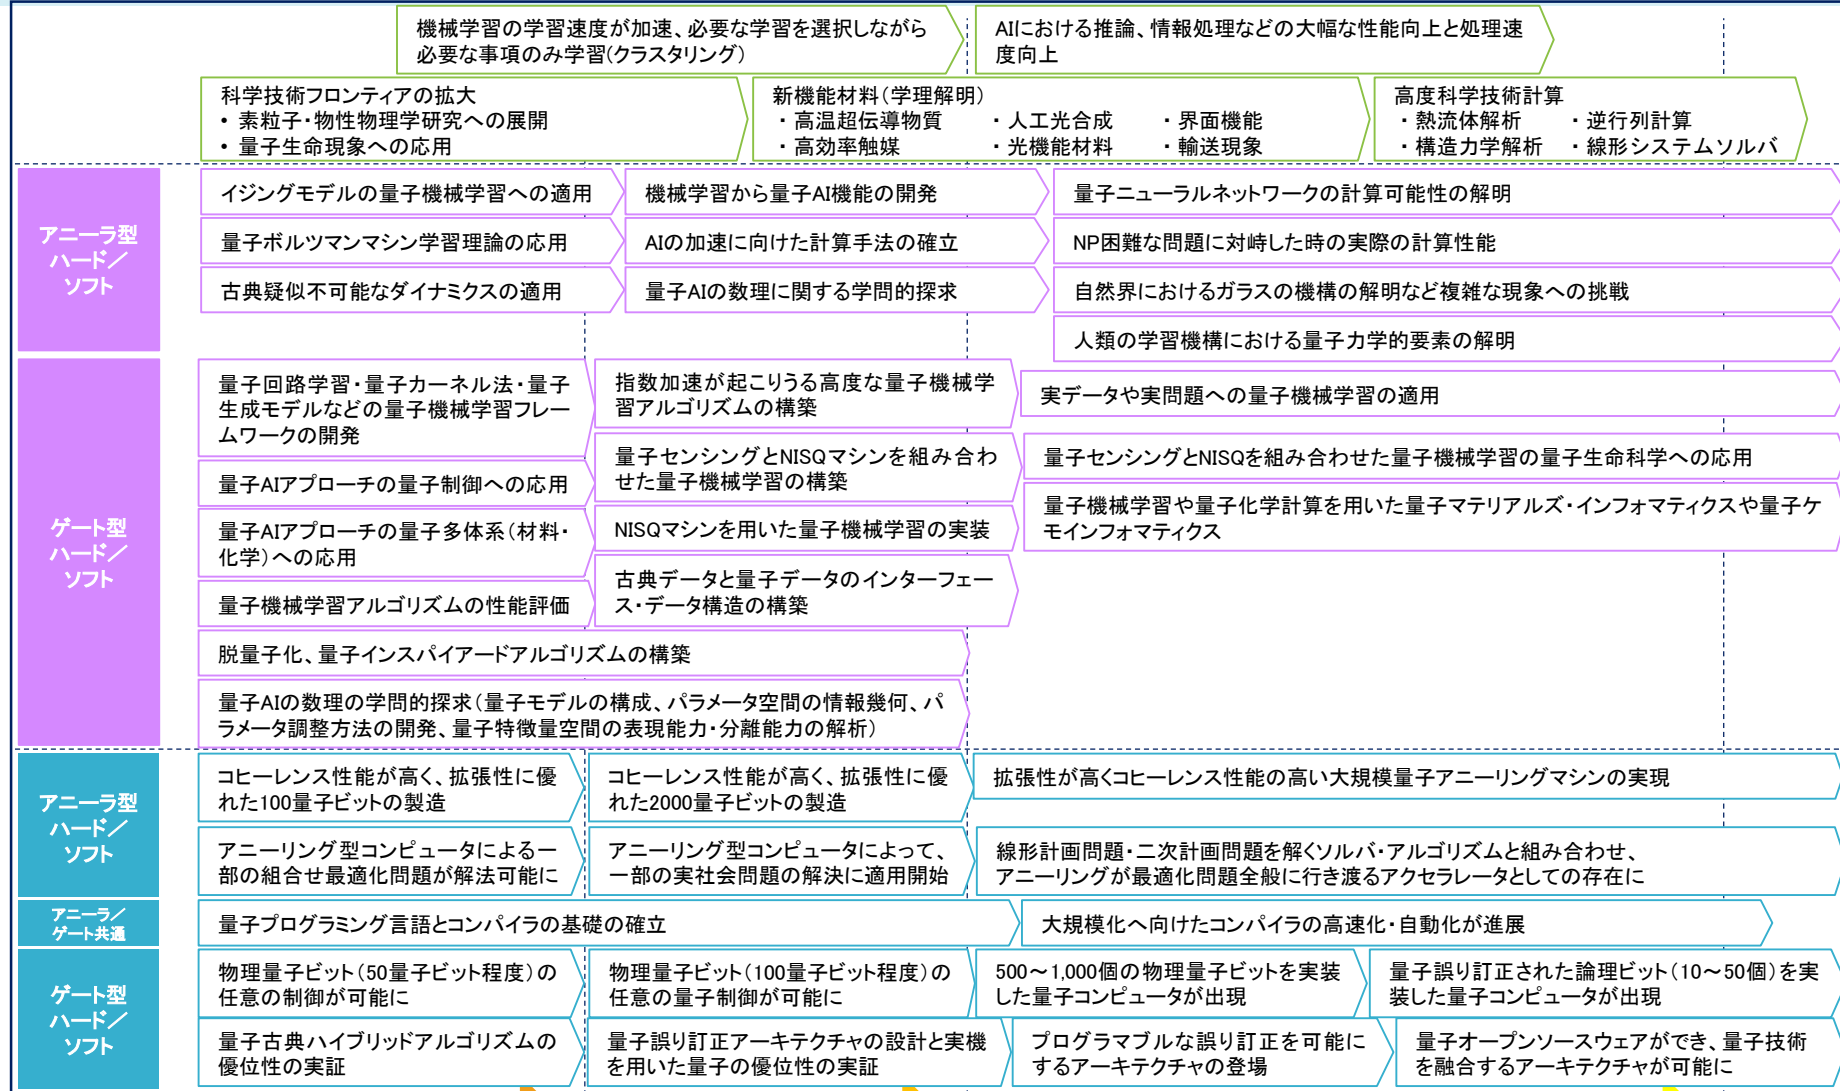 機械学習の学習速度が加速、必要な学習を選択しながら
必要な事項のみ学習(クラスタリング)
AIにおける推論、情報処理などの大幅な性能向上と処理速
度向上
科学技術フロンティアの拡大
• 素粒子・物性物理学研究への展開
• 量子生命現象への応用
新機能材料(学理解明)
・高温超伝導物質 ・人工光合成 ・界面機能
・高効率触媒 ・光機能材料 ・輸送現象
高度科学技術計算
・熱流体解析 ・逆行列計算
・構造力学解析 ・線形システムソルバ
アニーラ型
ハード/
ソフト
イジングモデルの量子機械学習への適用
機械学習から量子AI機能の開発
量子ニューラルネットワークの計算可能性の解明
量子ボルツマンマシン学習理論の応用
AIの加速に向けた計算手法の確立
NP困難な問題に対峙した時の実際の計算性能
古典疑似不可能なダイナミクスの適用
量子AIの数理に関する学問的探求
自然界におけるガラスの機構の解明など複雑な現象への挑戦
人類の学習機構における量子力学的要素の解明
ゲート型
ハード/
ソフト
量子回路学習・量子カーネル法・量子
生成モデルなどの量子機械学習フレー
ムワークの開発
指数加速が起こりうる高度な量子機械学
習アルゴリズムの構築
実データや実問題への量子機械学習の適用
量子AIアプローチの量子制御への応用
量子センシングとNISQマシンを組み合わ
せた量子機械学習の構築
量子センシングとNISQを組み合わせた量子機械学習の量子生命科学への応用
量子AIアプローチの量子多体系(材料・
化学)への応用
NISQマシンを用いた量子機械学習の実装
量子機械学習や量子化学計算を用いた量子マテリアルズ・インフォマティクスや量子ケ
モインフォマティクス
量子機械学習アルゴリズムの性能評価
古典データと量子データのインターフェー
ス・データ構造の構築
脱量子化、量子インスパイアードアルゴリズムの構築
量子AIの数理の学問的探求(量子モデルの構成、パラメータ空間の情報幾何、パ
ラメータ調整方法の開発、量子特徴量空間の表現能力・分離能力の解析)
アニーラ型
ハード/
ソフト
コヒーレンス性能が高く、拡張性に優
れた100量子ビットの製造
コヒーレンス性能が高く、拡張性に優
れた2000量子ビットの製造
拡張性が高くコヒーレンス性能の高い大規模量子アニーリングマシンの実現
アニーリング型コンピュータによる一
部の組合せ最適化問題が解法可能に
アニーリング型コンピュータによって、
一部の実社会問題の解決に適用開始
線形計画問題・二次計画問題を解くソルバ・アルゴリズムと組み合わせ、
アニーリングが最適化問題全般に行き渡るアクセラレータとしての存在に
アニーラ/
ゲート共通
量子プログラミング言語とコンパイラの基礎の確立
大規模化へ向けたコンパイラの高速化・自動化が進展
ゲート型
ハード/
ソフト
物理量子ビット(50量子ビット程度)の
任意の制御が可能に
物理量子ビット(100量子ビット程度)の
任意の量子制御が可能に
500～1,000個の物理量子ビットを実装
した量子コンピュータが出現
量子誤り訂正された論理ビット(10～50個)を実
装した量子コンピュータが出現
量子古典ハイブリッドアルゴリズムの
優位性の実証
量子誤り訂正アーキテクチャの設計と実機
を用いた量子の優位性の実証
プログラマブルな誤り訂正を可能に
するアーキテクチャの登場
量子オープンソースウェアができ、量子技術
を融合するアーキテクチャが可能に